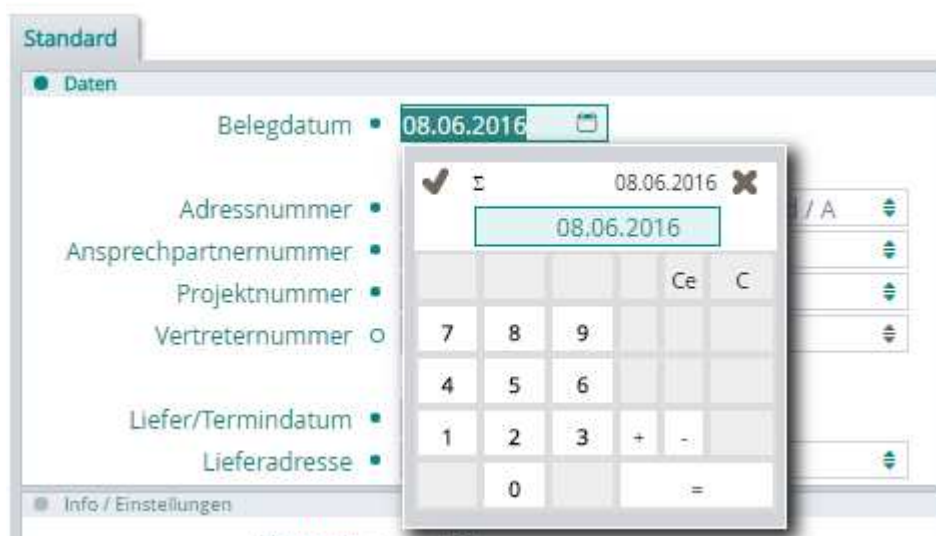 Standard
Daten
Belegdatum 08.06.2016
Σ 08.06.2016
08.06.2016
Adressnummer / A
Ansprechpartnernummer
Projektnummer
Ce C
Vertreternummer
7 8 9
4 5 6
Liefer/Termindatum
1 2 3 + -
Lieferadresse
0 =
Info / Einstellungen